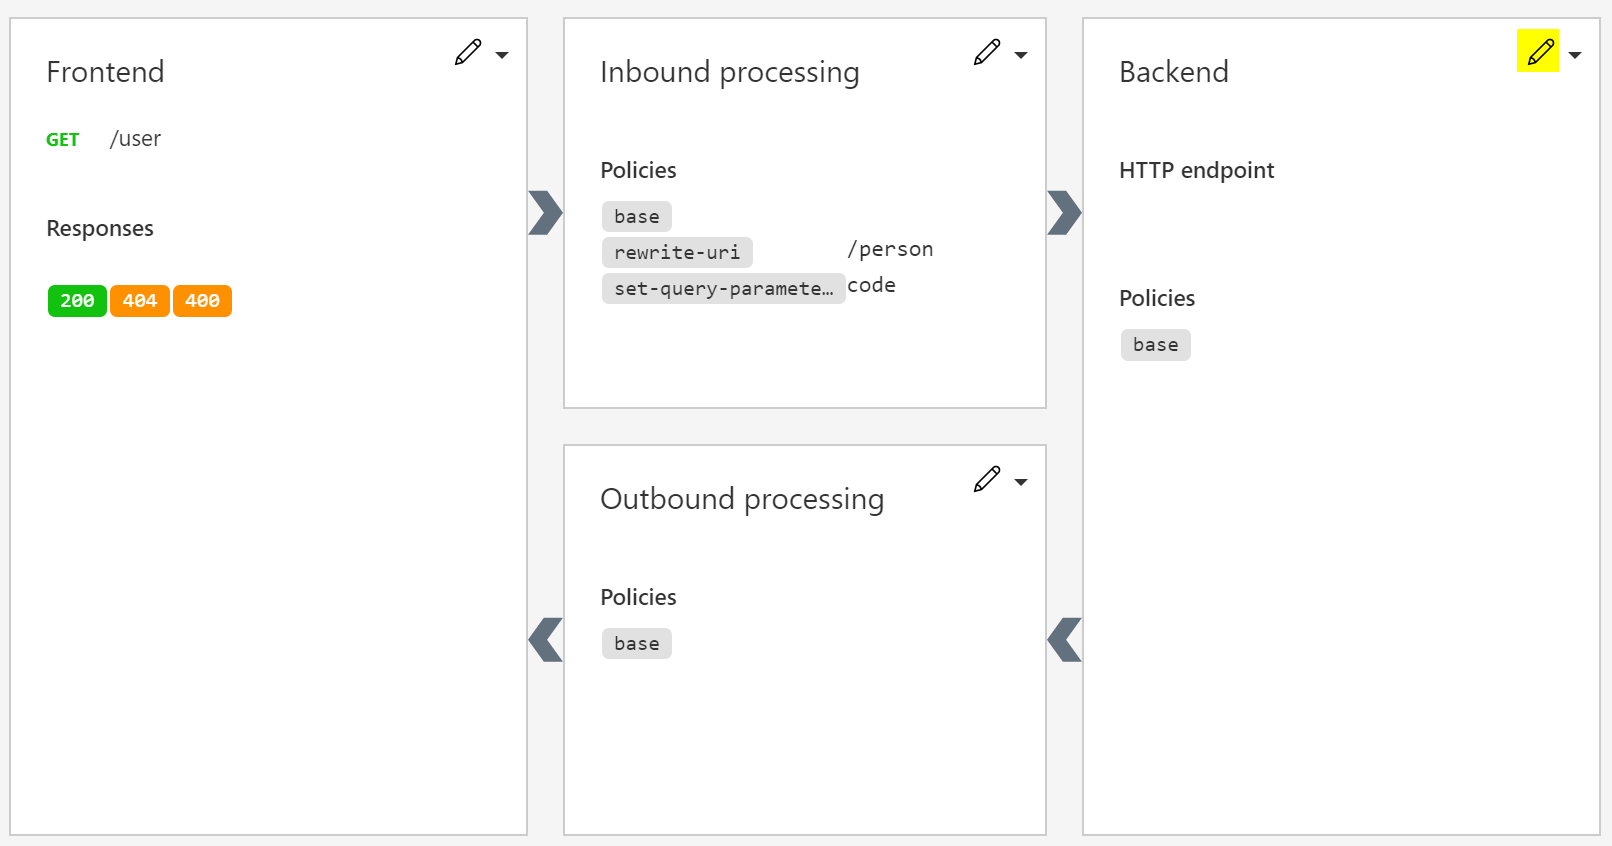 Frontend
GET /user
Responses
200 404 400
Inbound processing
Policies
base
rewrite-uri /person
set-query-paramete… code
Outbound processing
Policies
base
Backend
HTTP endpoint
Policies
base